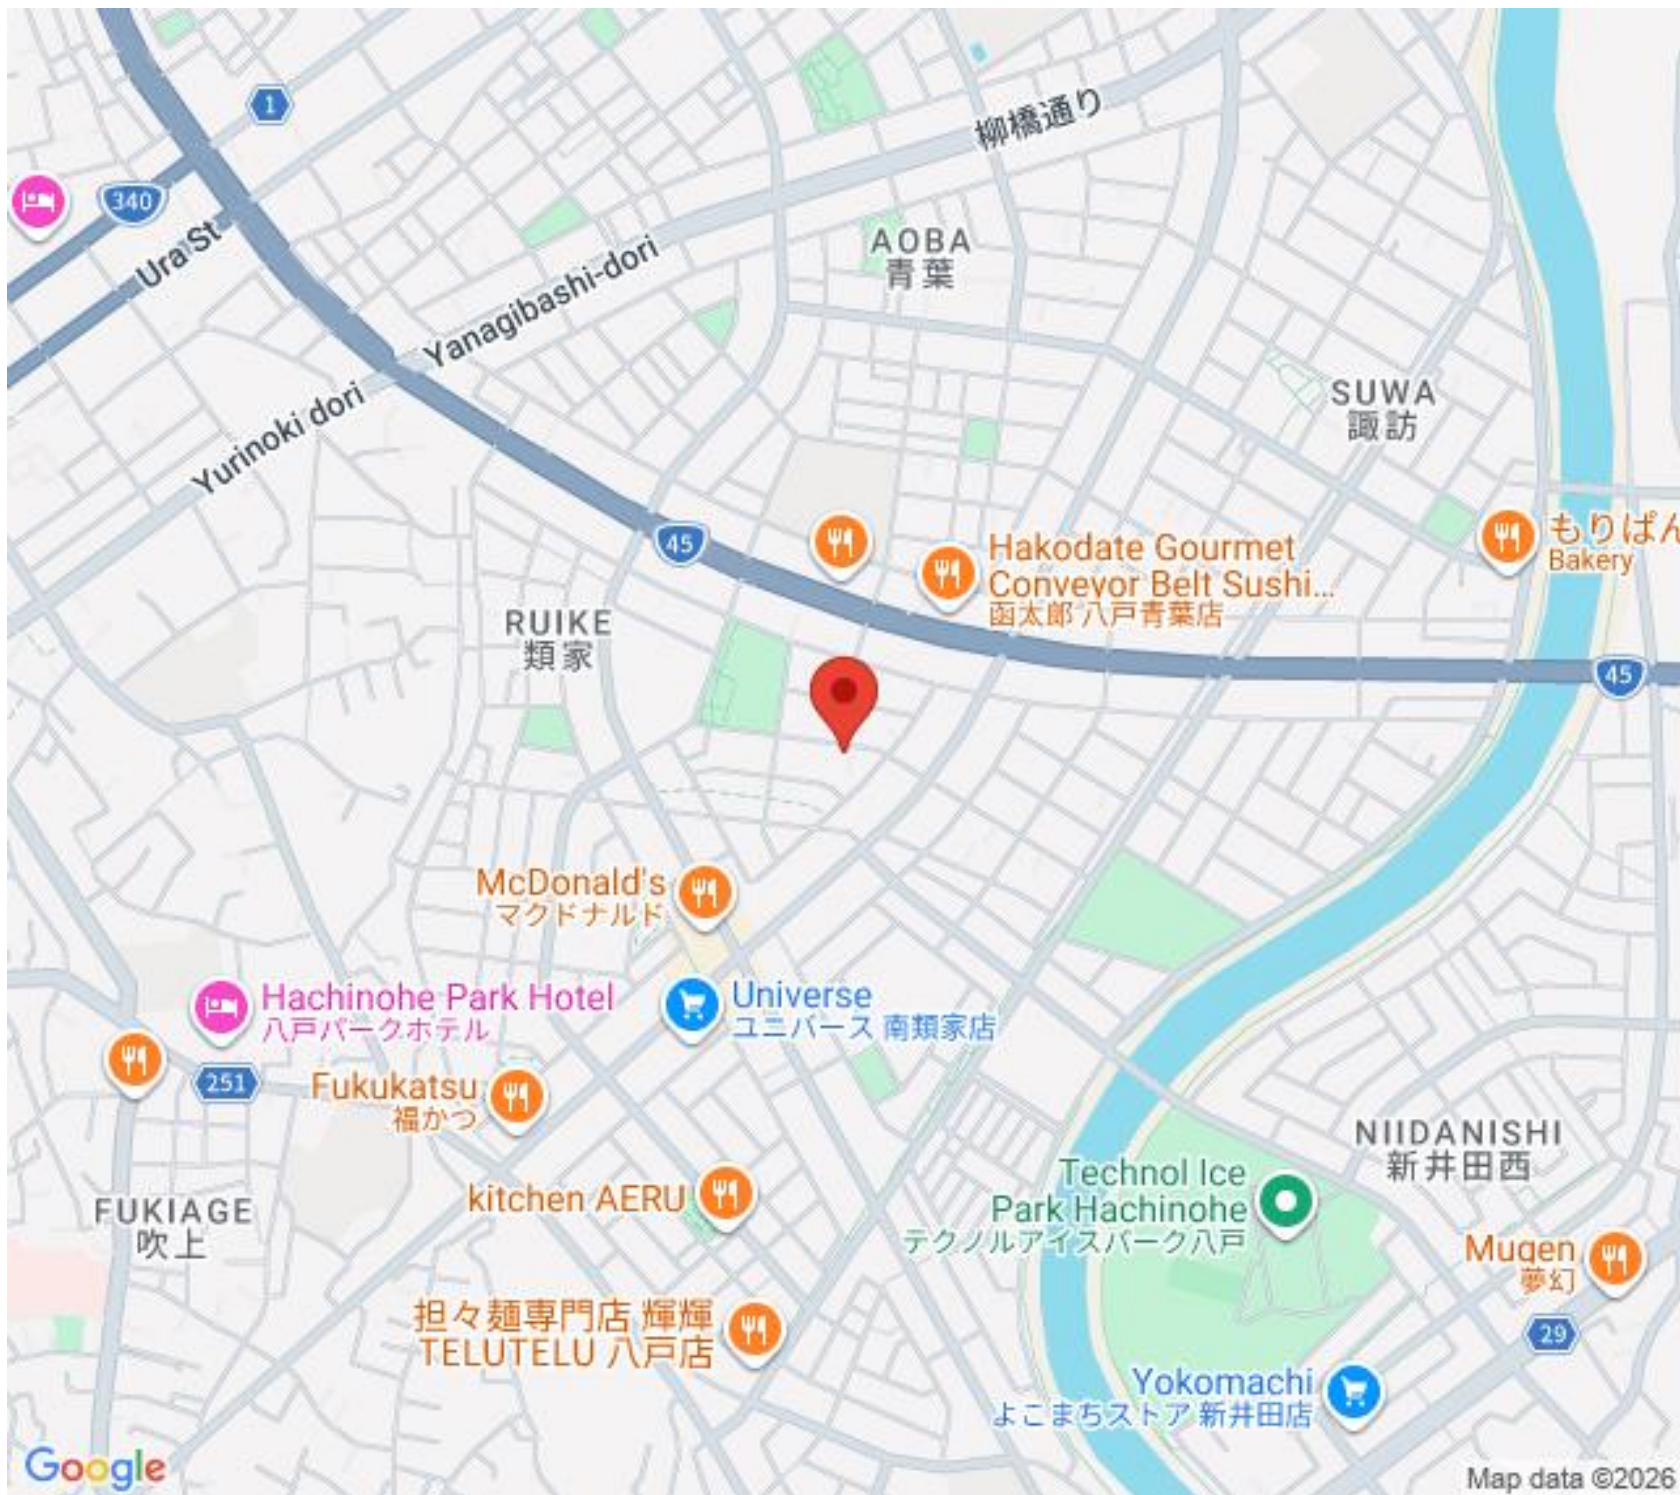 1
柳橋通り
340
Ura St
AOBA
青葉
Yanagibashi-dori
SUWA
諏訪
Yurinoki dori
45
Hakodate Gourmet
Conveyor Belt Sushi...
函太郎 八戸青葉店
もりぱん
Bakery
RUIKE
類家
45
McDonald's
マクドナルド
Hachinohe Park Hotel
八戸パークホテル
Universe
ユニバース 南類家店
251
Fukukatsu
福かつ
NIIDANISHI
新井田西
kitchen AERU
Technol Ice
Park Hachinohe
テクノルアイスパーク八戸
FUKIAGE
吹上
Mugen
夢幻
担々麺専門店 輝輝
TELUTELU 八戸店
29
Yokomachi
よこまちストア 新井田店
Google
Map data ©2026